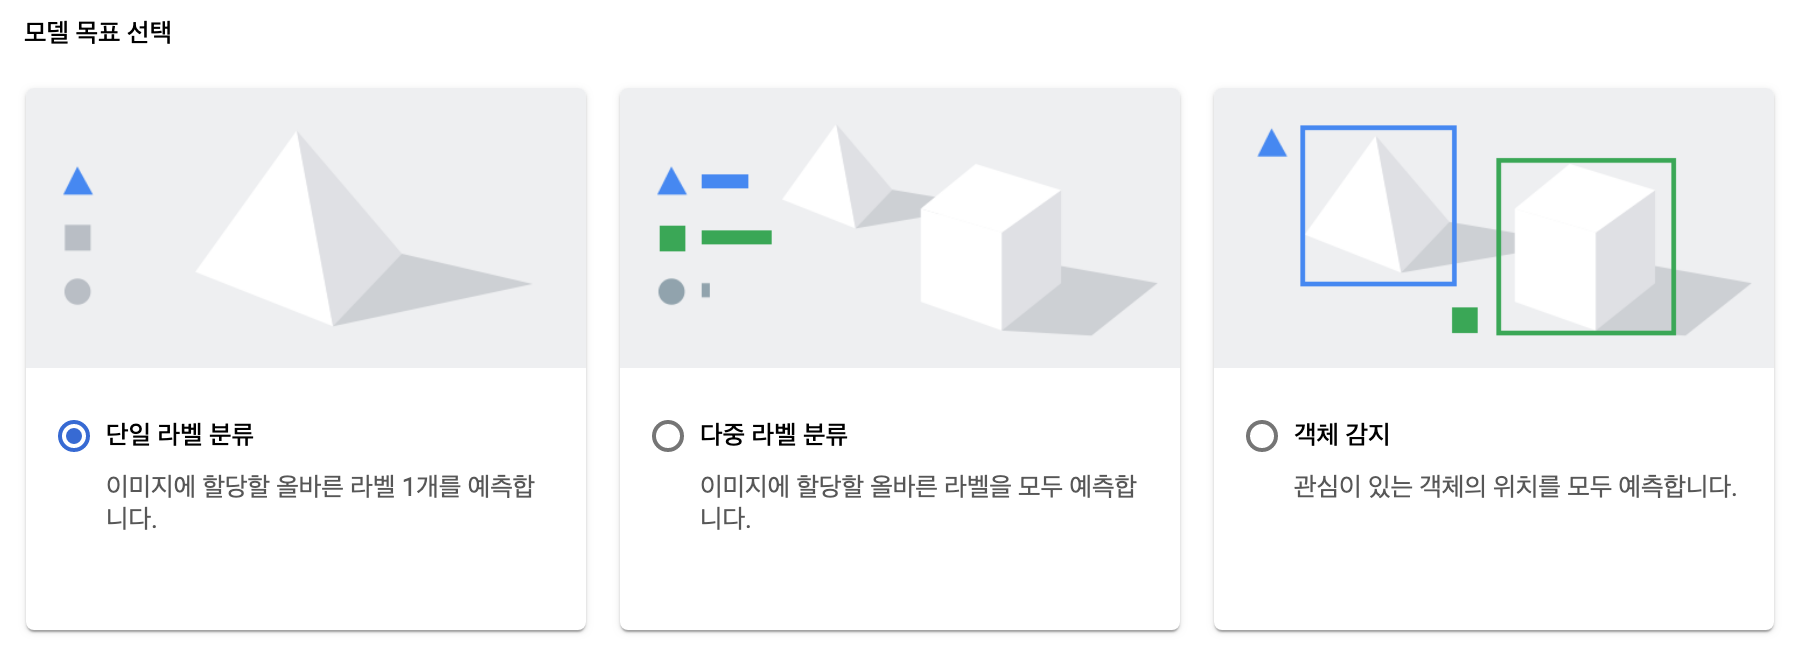 모델 목표 선택
단일 라벨 분류
이미지에 할당할 올바른 라벨 1개를 예측합
니다.
다중 라벨 분류
이미지에 할당할 올바른 라벨을 모두 예측합
니다.
객체 감지
관심이 있는 객체의 위치를 모두 예측합니다.